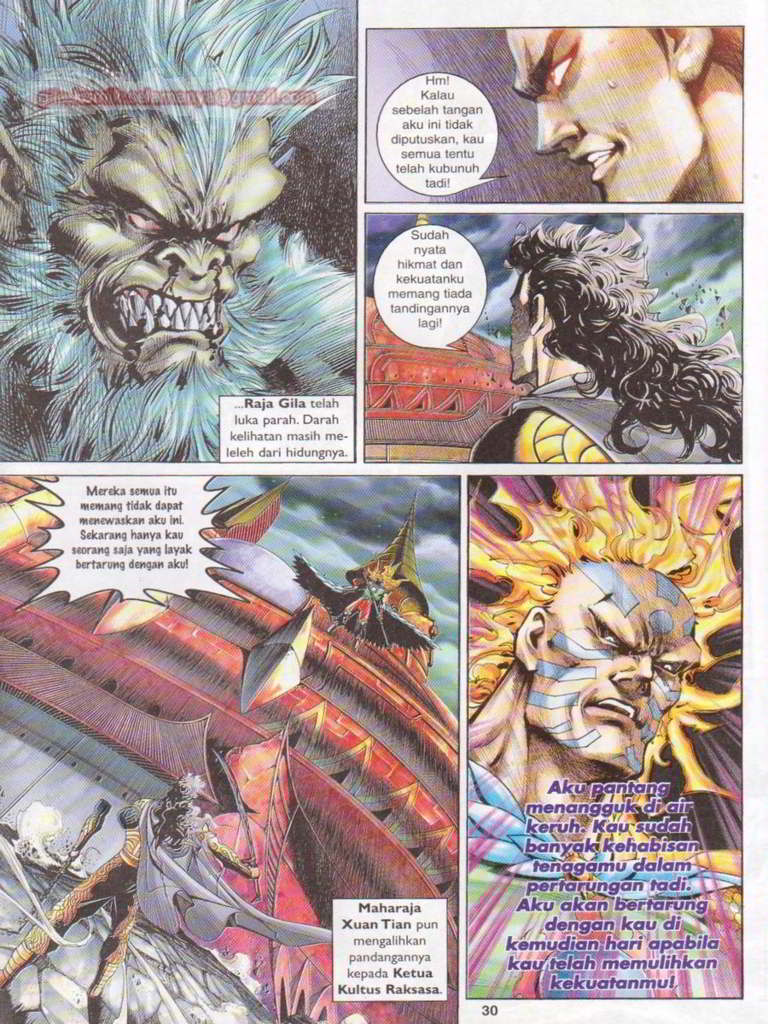 ...Raja Gila telah
luka parah. Darah
kelihatan masih me-
leleh dari hidungnya.
Hm!
Kalau
sebelah tangan
aku ini tidak
diputuskan, kau
semua tentu
telah kubunuh
tadi!
Sudah
nyata
hikmat dan
kekuatanku
memang tiada
tandingannya
lagi!
Mereka semua itu
memang tidak dapat
menewaskan aku ini.
Sekarang hanya kau
seorang saja yang layak
bertarung dengan aku!
Maharaja
Xuan Tian pun
mengalihkan
pandangannya
kepada Ketua
Kultus Raksasa.
Aku pantang
menangguk di air
keruh. Kau sudah
banyak kehabisan
tenagamu dalam
pertarungan tadi.
Aku akan bertarung
dengan kau di
kemudian hari apabila
kau telah memulihkan
kekuatanmu!
30